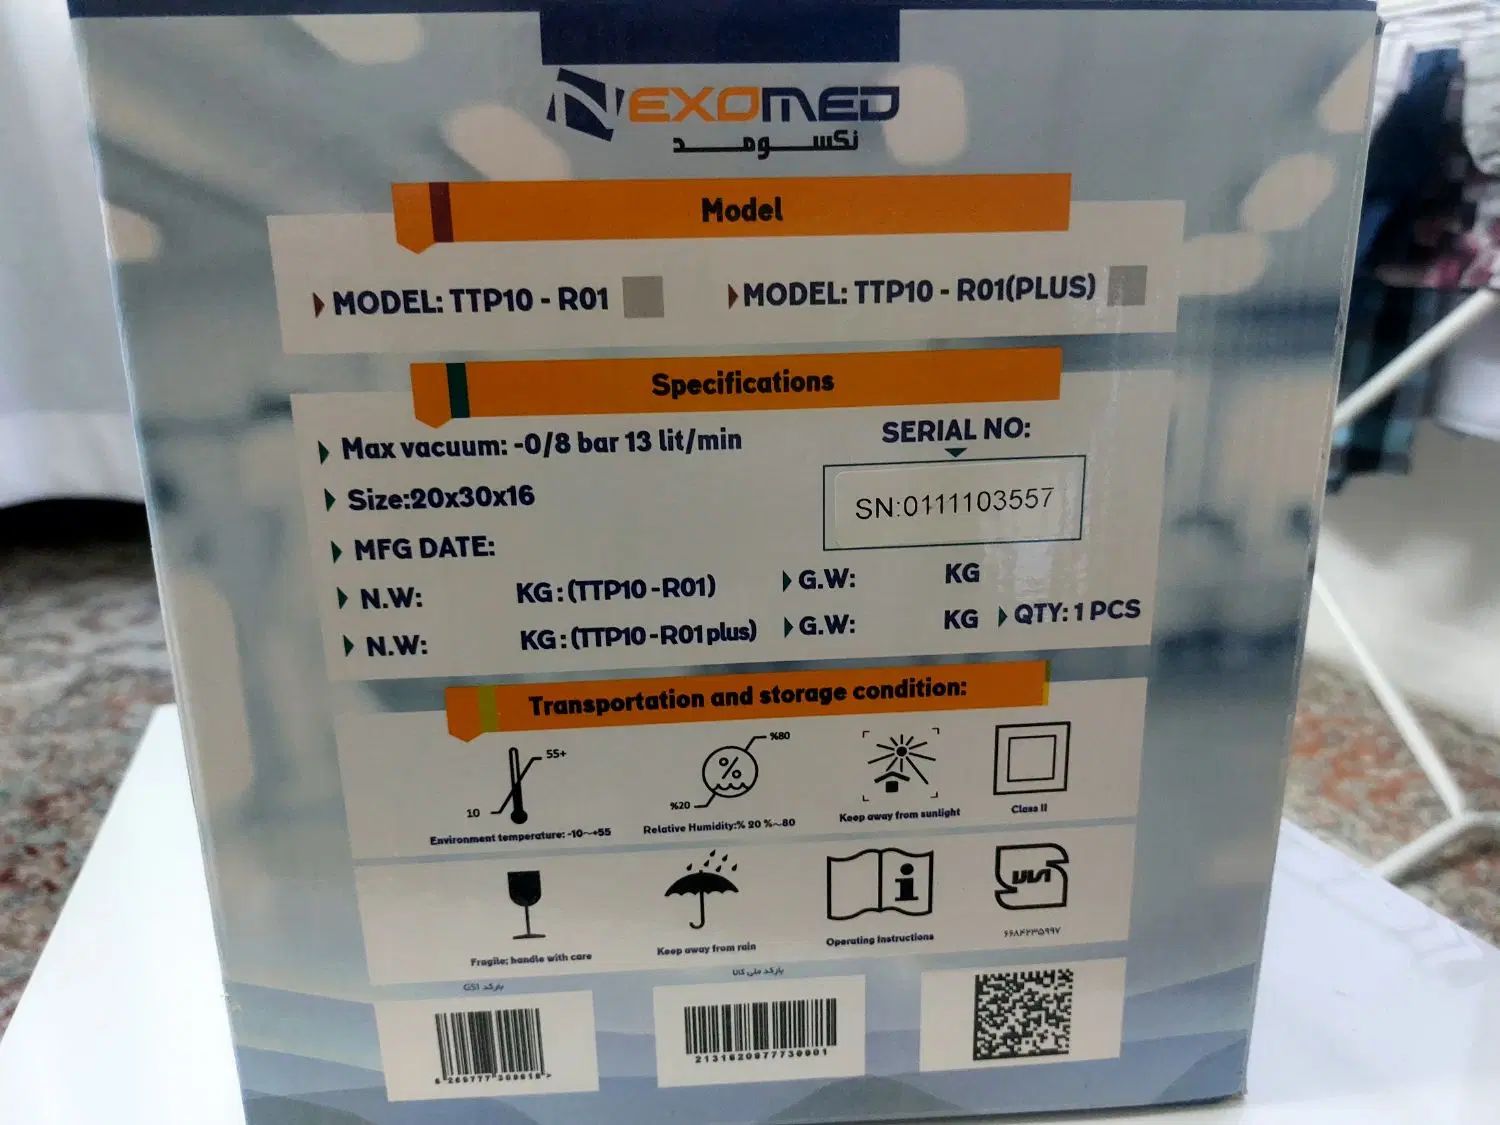 NEXOMED
نکسومد
Model
MODEL: TTP10 - R01
MODEL: TTP10 - R01(PLUS)
Specifications
Max vacuum: -0/8 bar 13 lit/min
SERIAL NO:
Size:20x30x16
SN:0111103557
MFG DATE:
N.W: KG:(TTP10-R01) G.W: KG
N.W: KG:(TTP10-R01plus) G.W: KG QTY: 1 PCS
Transportation and storage condition:
55+
10
%80
%
%20
Environment temperature: -10~+55
Relative Humidity:% 20 %~80
Keep away from sunlight
Class II
Fragile; handle with care
Keep away from rain
Operating Instructions
۶۶۸۴۲۳۵۹۹۷
بارکد GS1
بارکد ملی کالا
2131620977730001